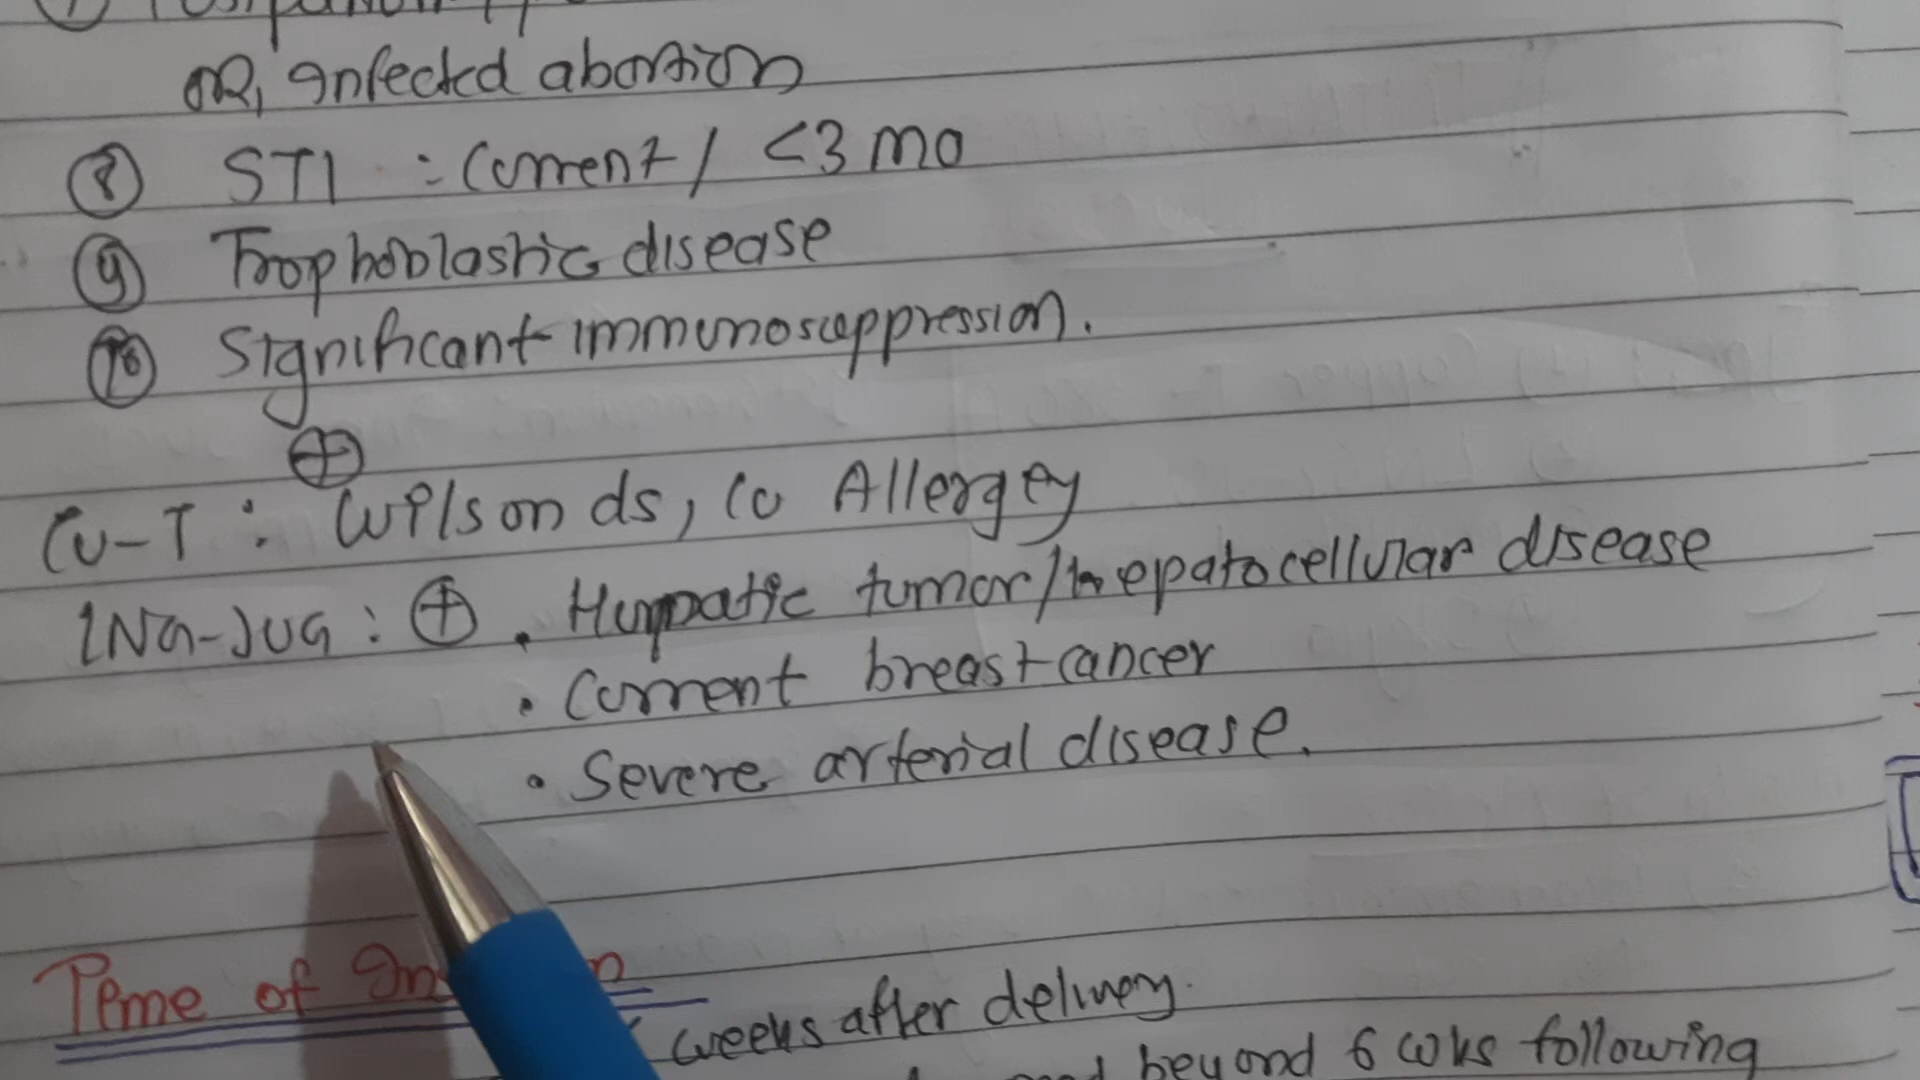 OR, Infected abortion
⑧ STI : Current / <3 mo
⑨ Trophoblastic disease
⑩ Significant immunosuppression.
⊕
Cu-T : Wilson ds, Cu Allergy
LNG-IUG : ⊕ . Hepatic tumor/hepatocellular disease
. Current breast cancer
. Severe arterial disease.
Time of
weeks after delivery.
beyond 6 wks following